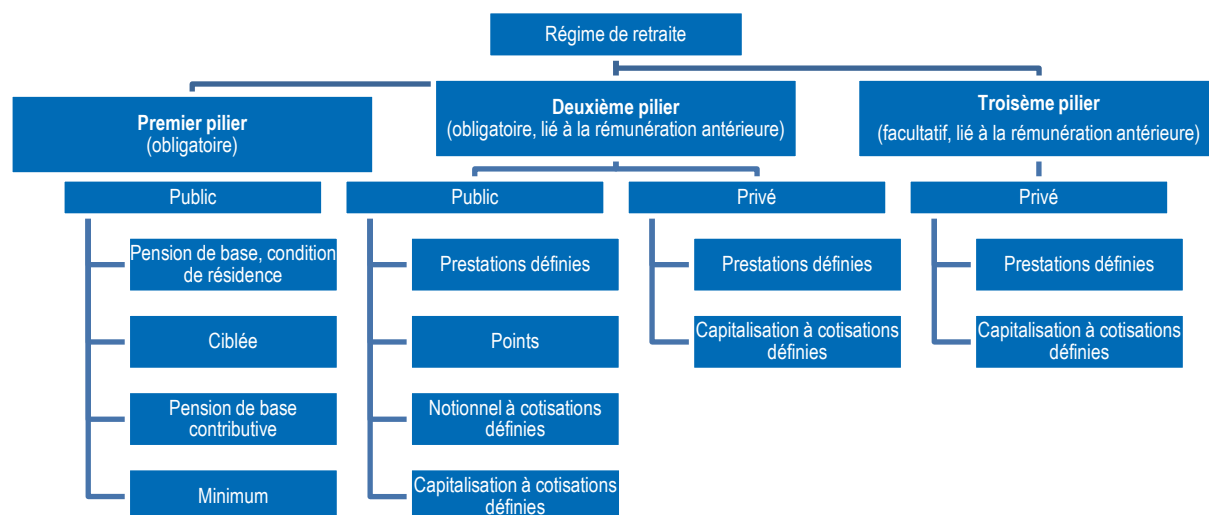 Régime de retraite
Premier pilier
(obligatoire)
Deuxième pilier
(obligatoire, lié à la rémunération antérieure)
Troisème pilier
(facultatif, lié à la rémunération antérieure)
Public
Pension de base, condition
de résidence
Ciblée
Pension de base
contributive
Minimum
Public
Prestations définies
Points
Notionnel à cotisations
définies
Capitalisation à cotisations
définies
Privé
Prestations définies
Capitalisation à cotisations
définies
Privé
Prestations définies
Capitalisation à cotisations
définies